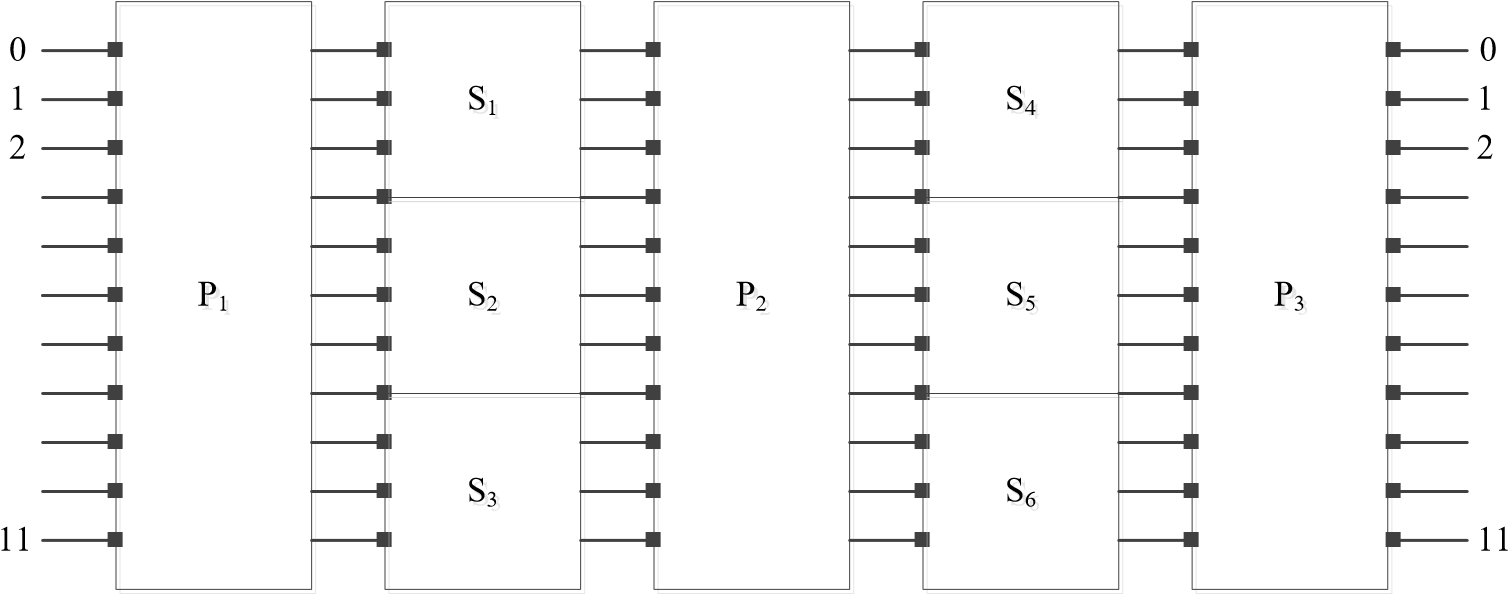 0 S₁ S₄ 0
1 1
2 2
P₁ S₂ P₂ S₅ P₃
S₃ S₆
11 11